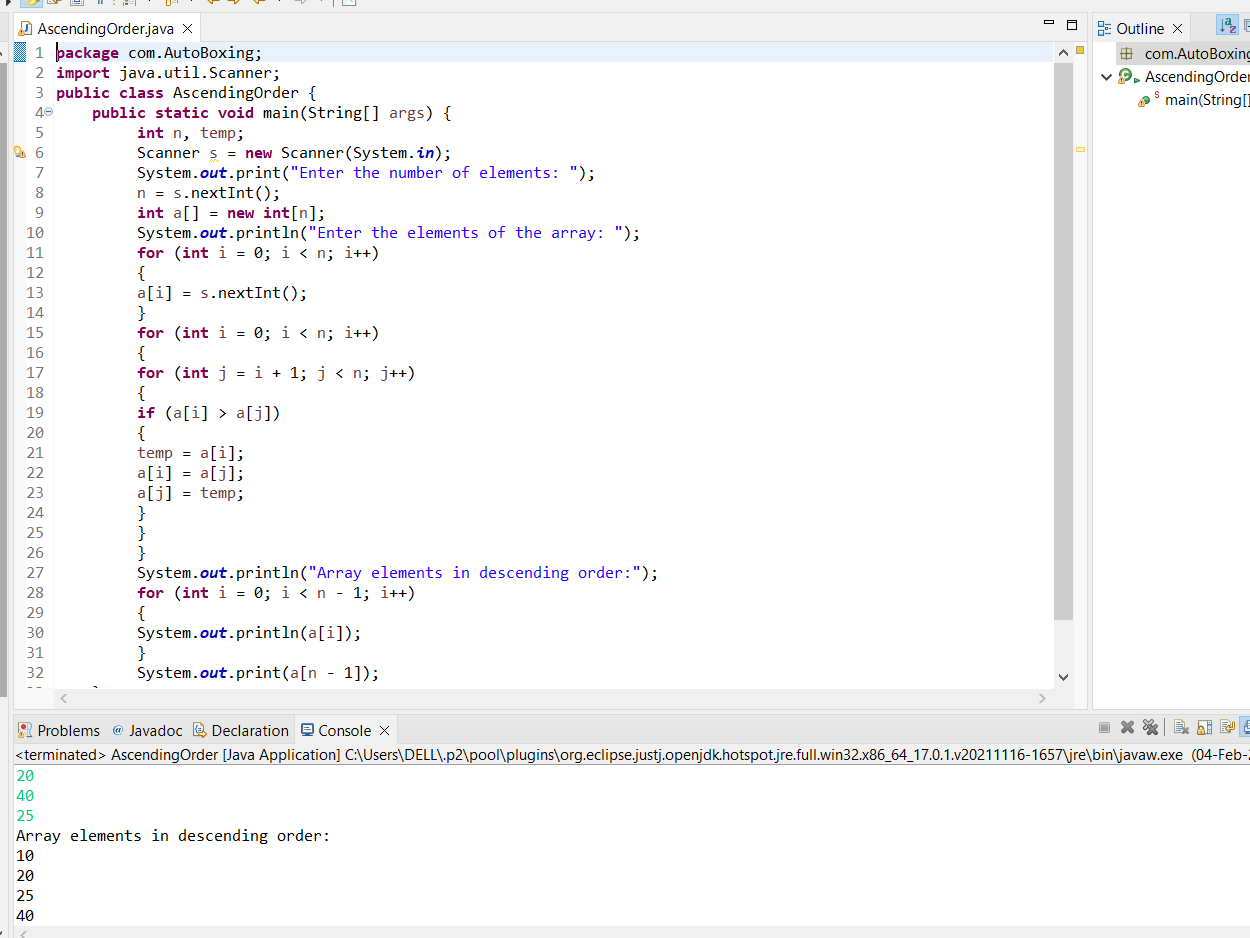 AscendingOrder.java
1 package com.AutoBoxing;
2 import java.util.Scanner;
3 public class AscendingOrder {
4 public static void main(String[] args) {
5 int n, temp;
6 Scanner s = new Scanner(System.in);
7 System.out.print("Enter the number of elements: ");
8 n = s.nextInt();
9 int a[] = new int[n];
10 System.out.println("Enter the elements of the array: ");
11 for (int i = 0; i < n; i++)
12 {
13 a[i] = s.nextInt();
14 }
15 for (int i = 0; i < n; i++)
16 {
17 for (int j = i + 1; j < n; j++)
18 {
19 if (a[i] > a[j])
20 {
21 temp = a[i];
22 a[i] = a[j];
23 a[j] = temp;
24 }
25 }
26 }
27 System.out.println("Array elements in descending order:");
28 for (int i = 0; i < n - 1; i++)
29 {
30 System.out.println(a[i]);
31 }
32 System.out.print(a[n - 1]);
Outline
com.AutoBoxing
AscendingOrder
S main(String[]
Problems @ Javadoc Declaration Console
<terminated> AscendingOrder [Java Application] C:\Users\DELL\.p2\pool\plugins\org.eclipse.justj.openjdk.hotspot.jre.full.win32.x86_64_17.0.1.v20211116-1657\jre\bin\javaw.exe (04-Feb-
20
40
25
Array elements in descending order:
10
20
25
40